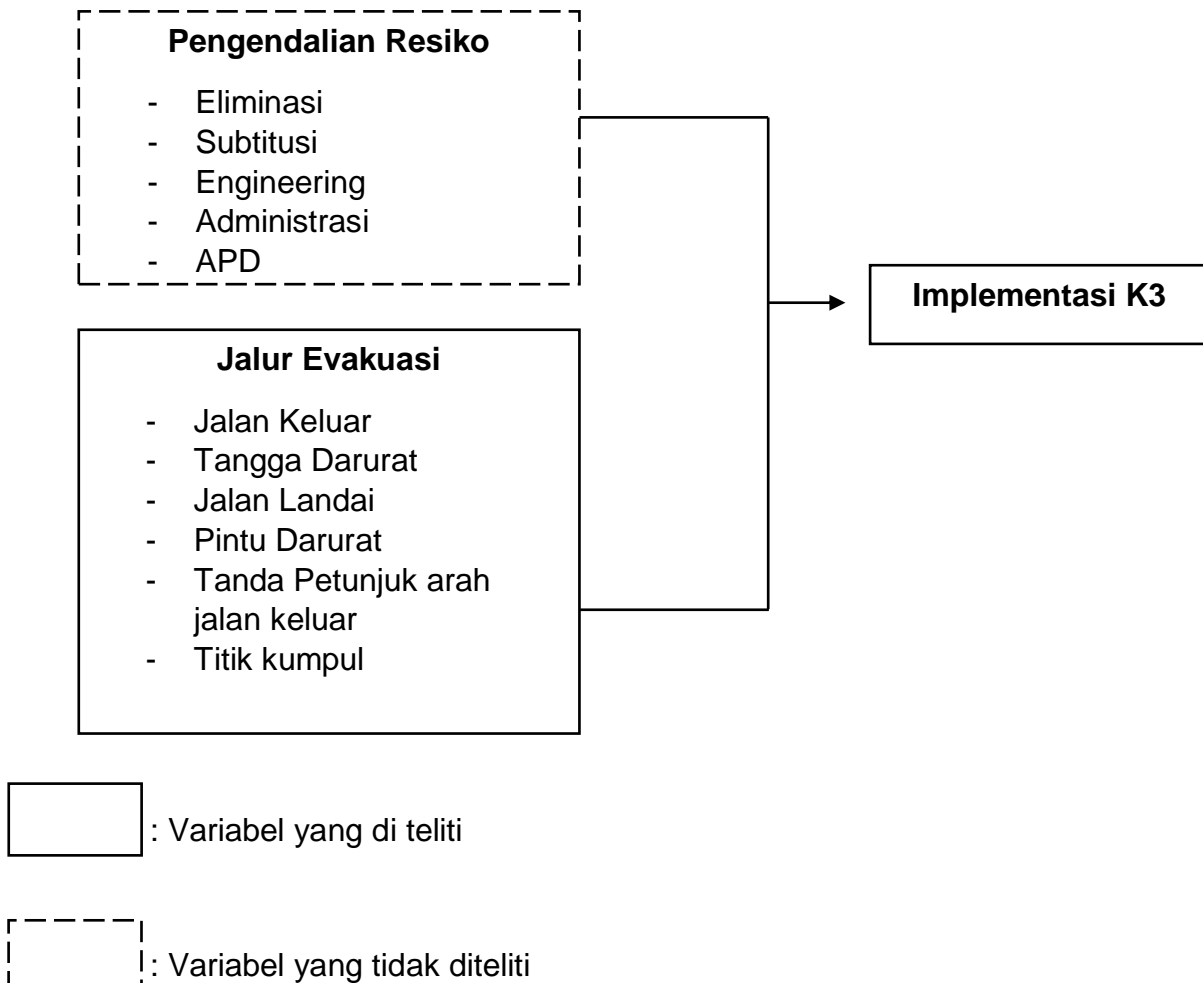 Pengendalian Resiko
- Eliminasi
- Subtitusi
- Engineering
- Administrasi
- APD
Implementasi K3
Jalur Evakuasi
- Jalan Keluar
- Tangga Darurat
- Jalan Landai
- Pintu Darurat
- Tanda Petunjuk arah
jalan keluar
- Titik kumpul
: Variabel yang di teliti
: Variabel yang tidak diteliti